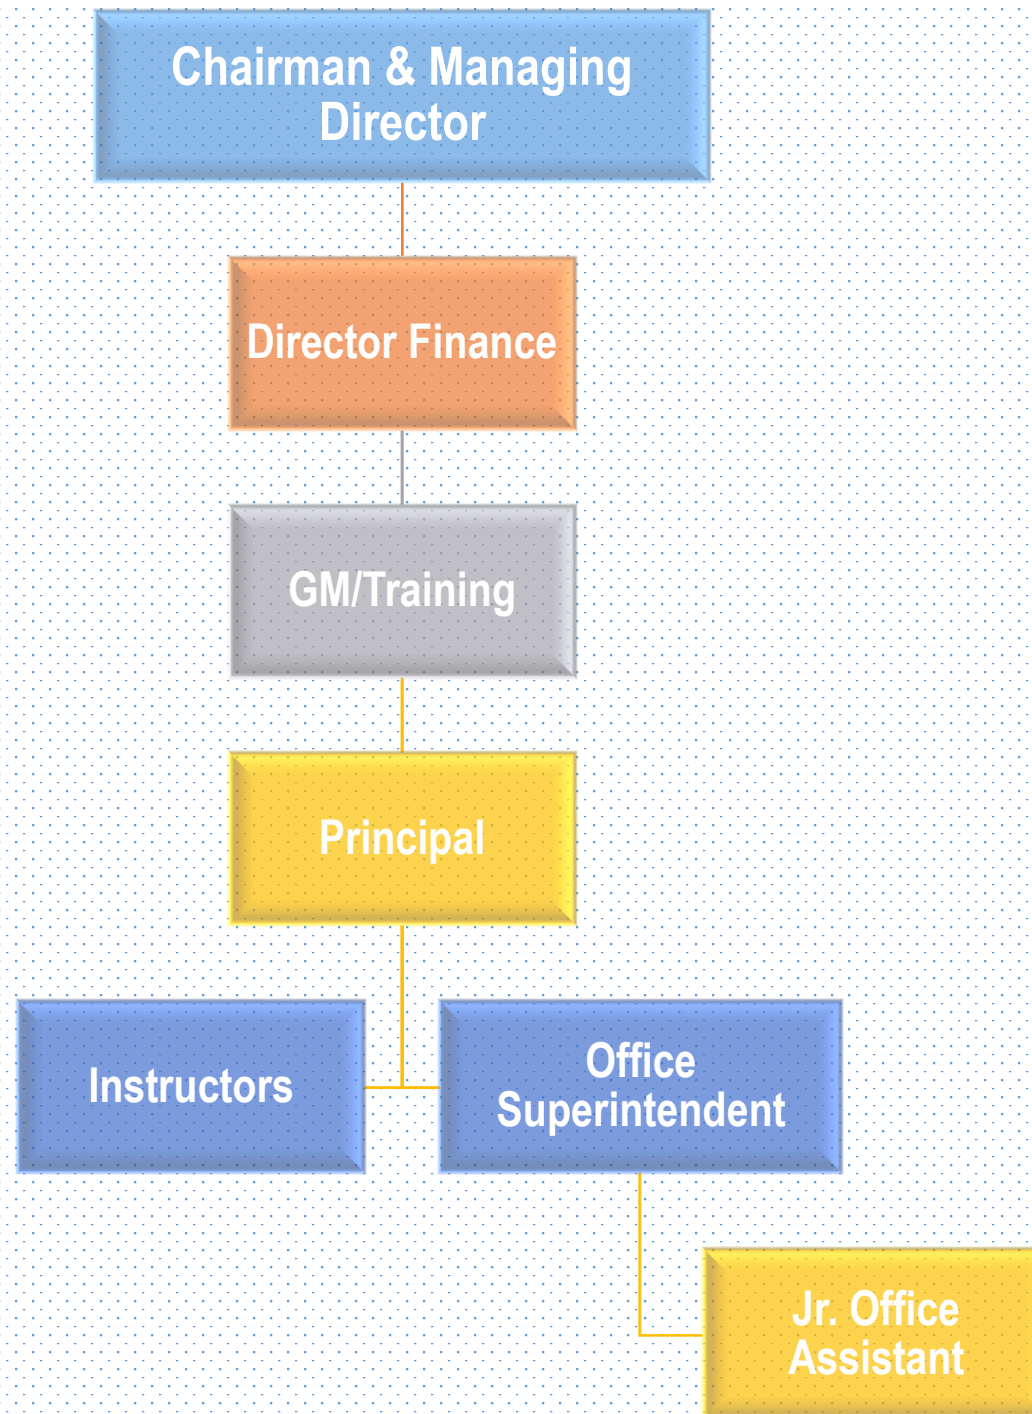 Chairman & Managing
Director
Director Finance
GM/Training
Principal
Instructors
Office
Superintendent
Jr. Office
Assistant